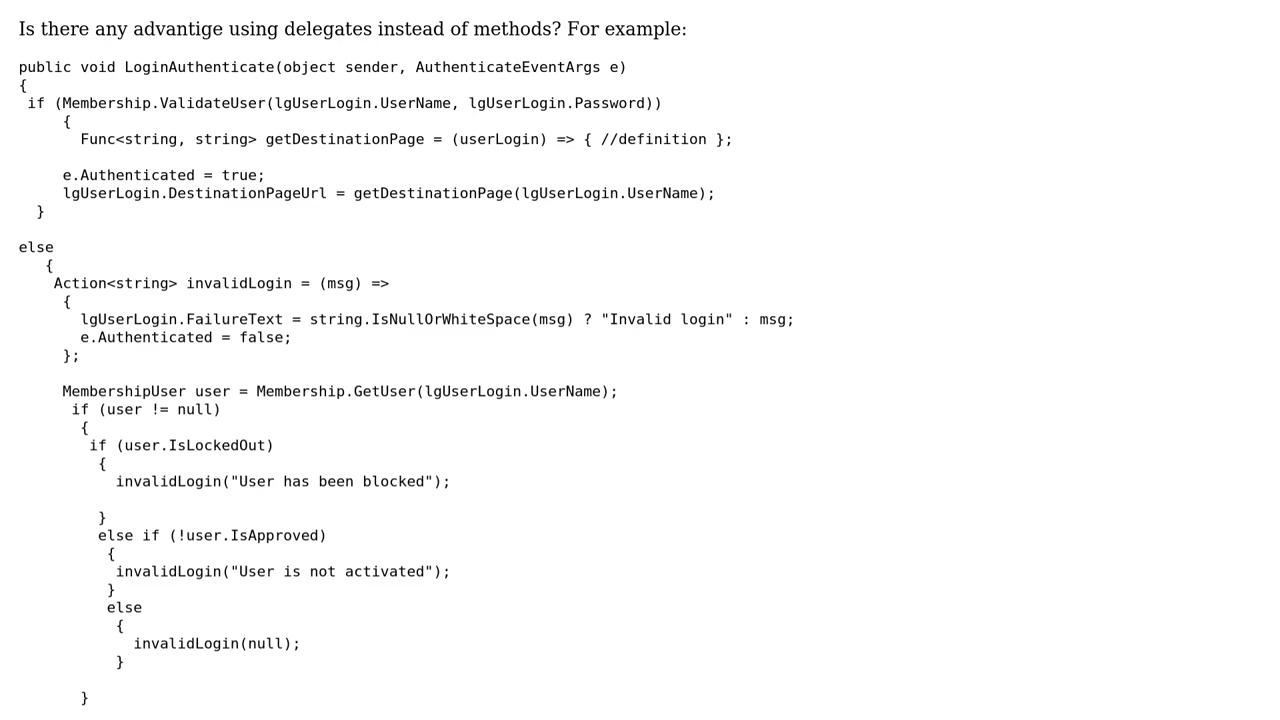 Is there any advantige using delegates instead of methods? For example:
public void LoginAuthenticate(object sender, AuthenticateEventArgs e)
{
if (Membership.ValidateUser(lgUserLogin.UserName, lgUserLogin.Password))
{
Func<string, string> getDestinationPage = (userLogin) => { //definition };
e.Authenticated = true;
lgUserLogin.DestinationPageUrl = getDestinationPage(lgUserLogin.UserName);
}
else
{
Action<string> invalidLogin = (msg) =>
{
lgUserLogin.FailureText = string.IsNullOrWhiteSpace(msg) ? "Invalid login" : msg;
e.Authenticated = false;
};
MembershipUser user = Membership.GetUser(lgUserLogin.UserName);
if (user != null)
{
if (user.IsLockedOut)
{
invalidLogin("User has been blocked");
}
else if (!user.IsApproved)
{
invalidLogin("User is not activated");
}
else
{
invalidLogin(null);
}
}